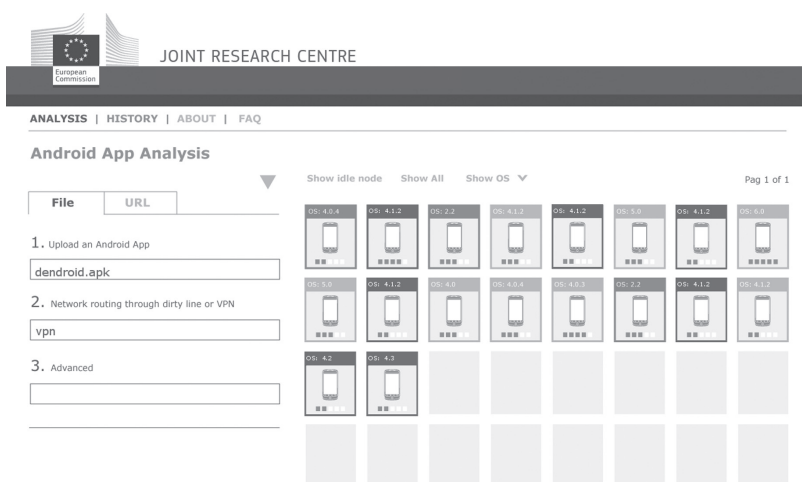 European
Commission
JOINT RESEARCH CENTRE
ANALYSIS | HISTORY | ABOUT | FAQ
Android App Analysis
File URL
1. Upload an Android App
dendroid.apk
2. Network routing through dirty line or VPN
vpn
3. Advanced
Show idle node Show All Show OS Pag 1 of 1
OS: 4.0.4 OS: 4.1.2 OS: 2.2 OS: 4.1.2 OS: 4.1.2 OS: 5.0 OS: 4.1.2 OS: 6.0
OS: 5.0 OS: 4.1.2 OS: 4.0 OS: 4.0.4 OS: 4.0.3 OS: 2.2 OS: 4.1.2 OS: 4.1.2
OS: 4.2 OS: 4.3